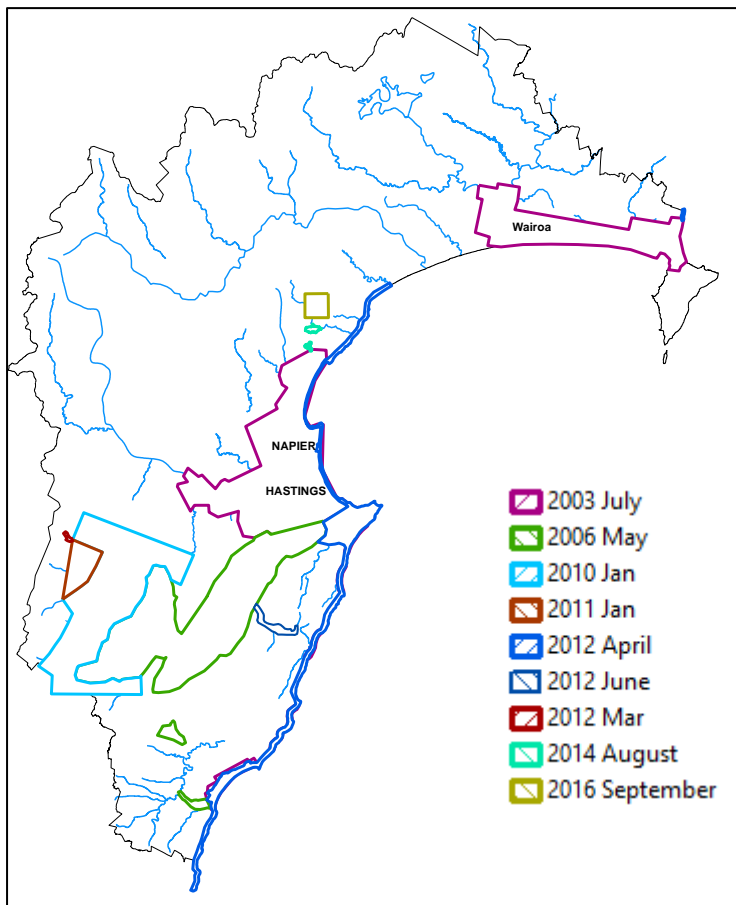 Wairoa
NAPIER
HASTINGS
2003 July
2006 May
2010 Jan
2011 Jan
2012 April
2012 June
2012 Mar
2014 August
2016 September